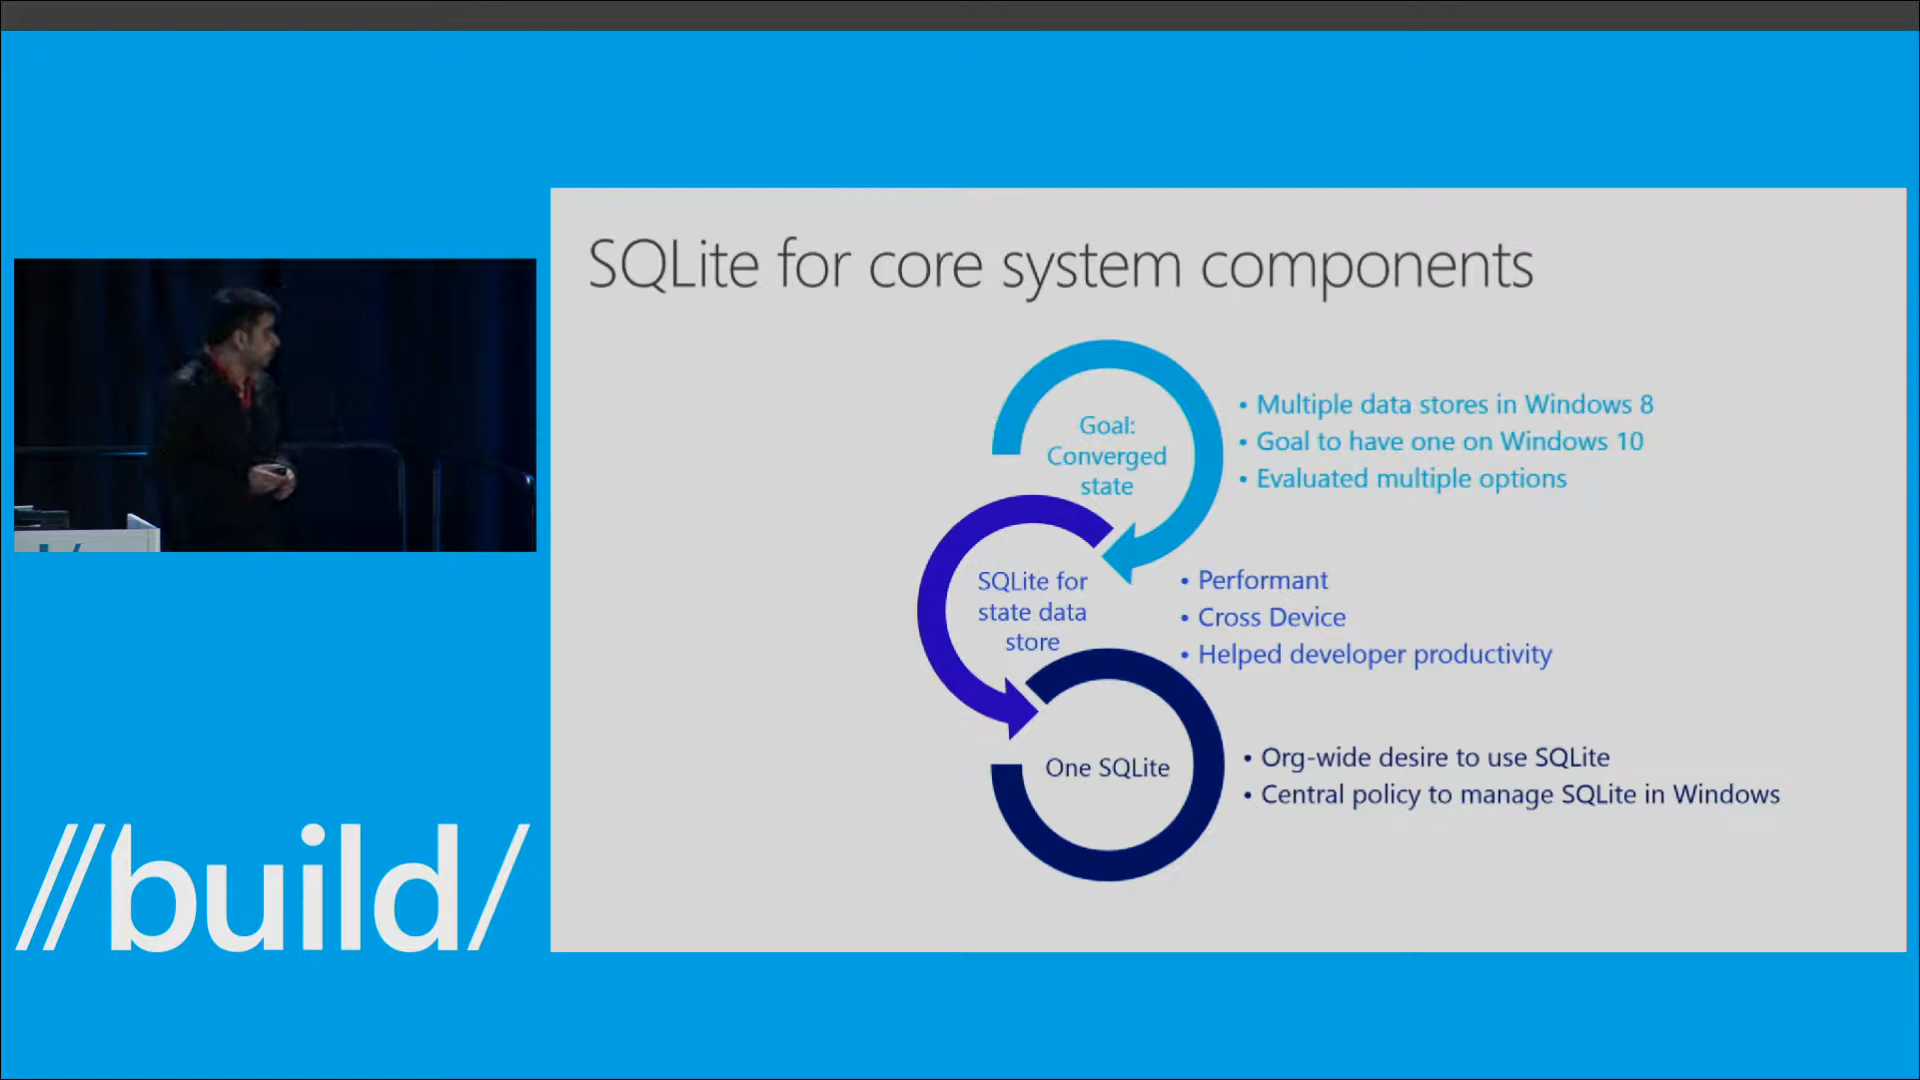 SQLite for core system components
Goal:
Converged
state
• Multiple data stores in Windows 8
• Goal to have one on Windows 10
• Evaluated multiple options
SQLite for
state data
store
• Performant
• Cross Device
• Helped developer productivity
One SQLite
• Org-wide desire to use SQLite
• Central policy to manage SQLite in Windows
//build/